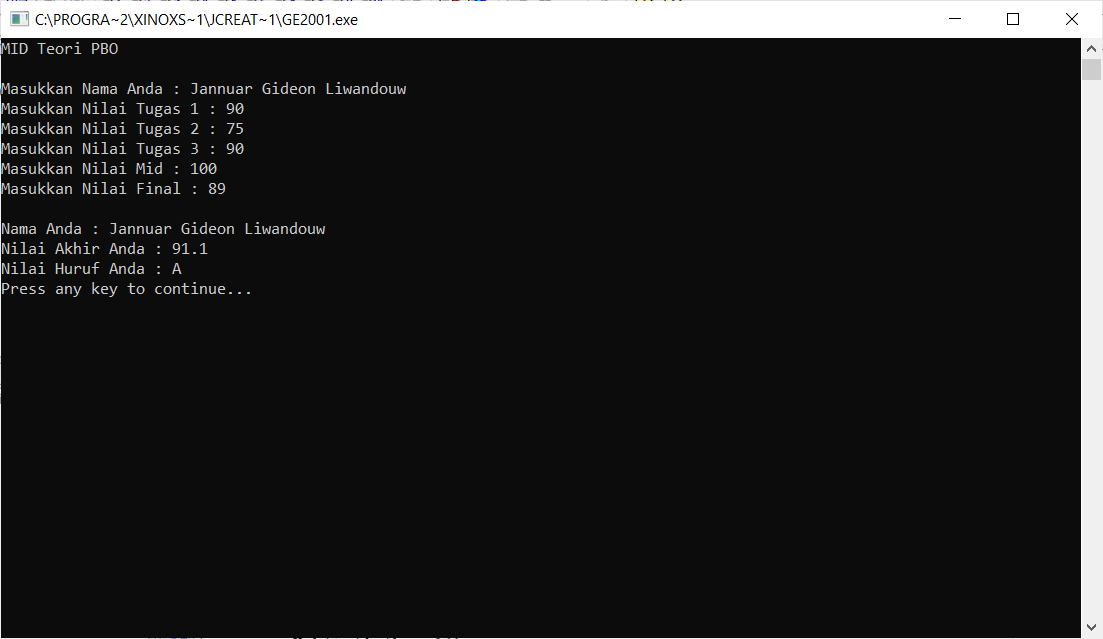 C:\PROGRA~2\XINOXS~1\JCREAT~1\GE2001.exe
MID Teori PBO
Masukkan Nama Anda : Jannuar Gideon Liwandouw
Masukkan Nilai Tugas 1 : 90
Masukkan Nilai Tugas 2 : 75
Masukkan Nilai Tugas 3 : 90
Masukkan Nilai Mid : 100
Masukkan Nilai Final : 89
Nama Anda : Jannuar Gideon Liwandouw
Nilai Akhir Anda : 91.1
Nilai Huruf Anda : A
Press any key to continue...